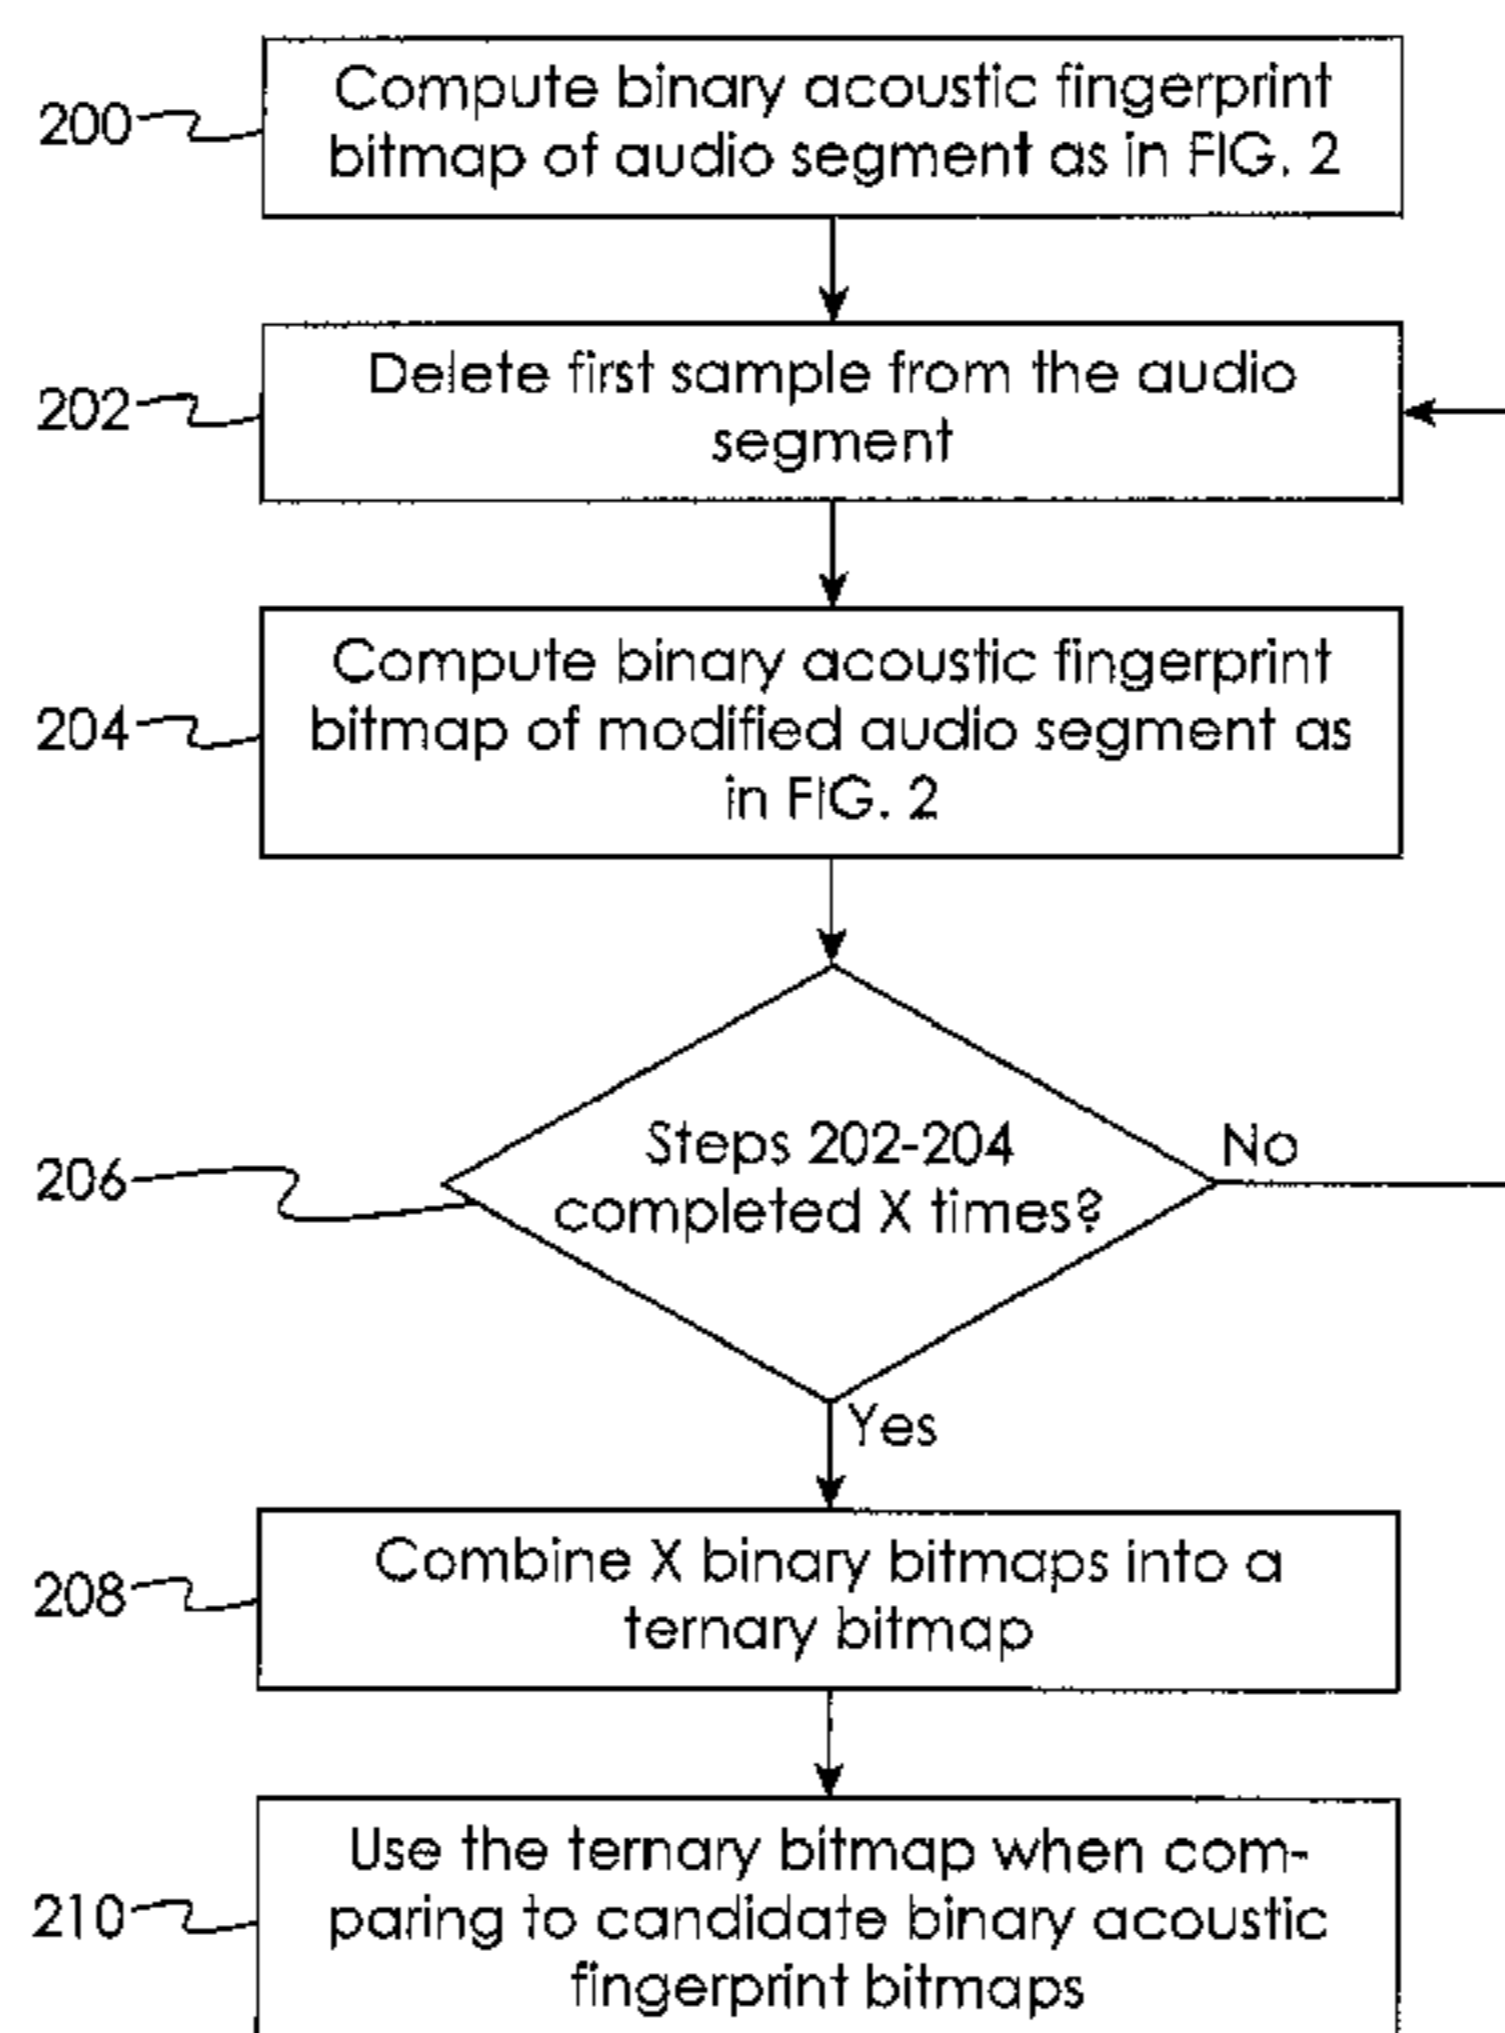 Compute binary acoustic fingerprint
bitmap of audio segment as in FIG. 2
200
Delete first sample from the audio
segment
202
Compute binary acoustic fingerprint
bitmap of modified audio segment as
in FIG. 2
204
Steps 202-204
completed X times?
206
No
Yes
Combine X binary bitmaps into a
ternary bitmap
208
Use the ternary bitmap when com-
paring to candidate binary acoustic
fingerprint bitmaps
210